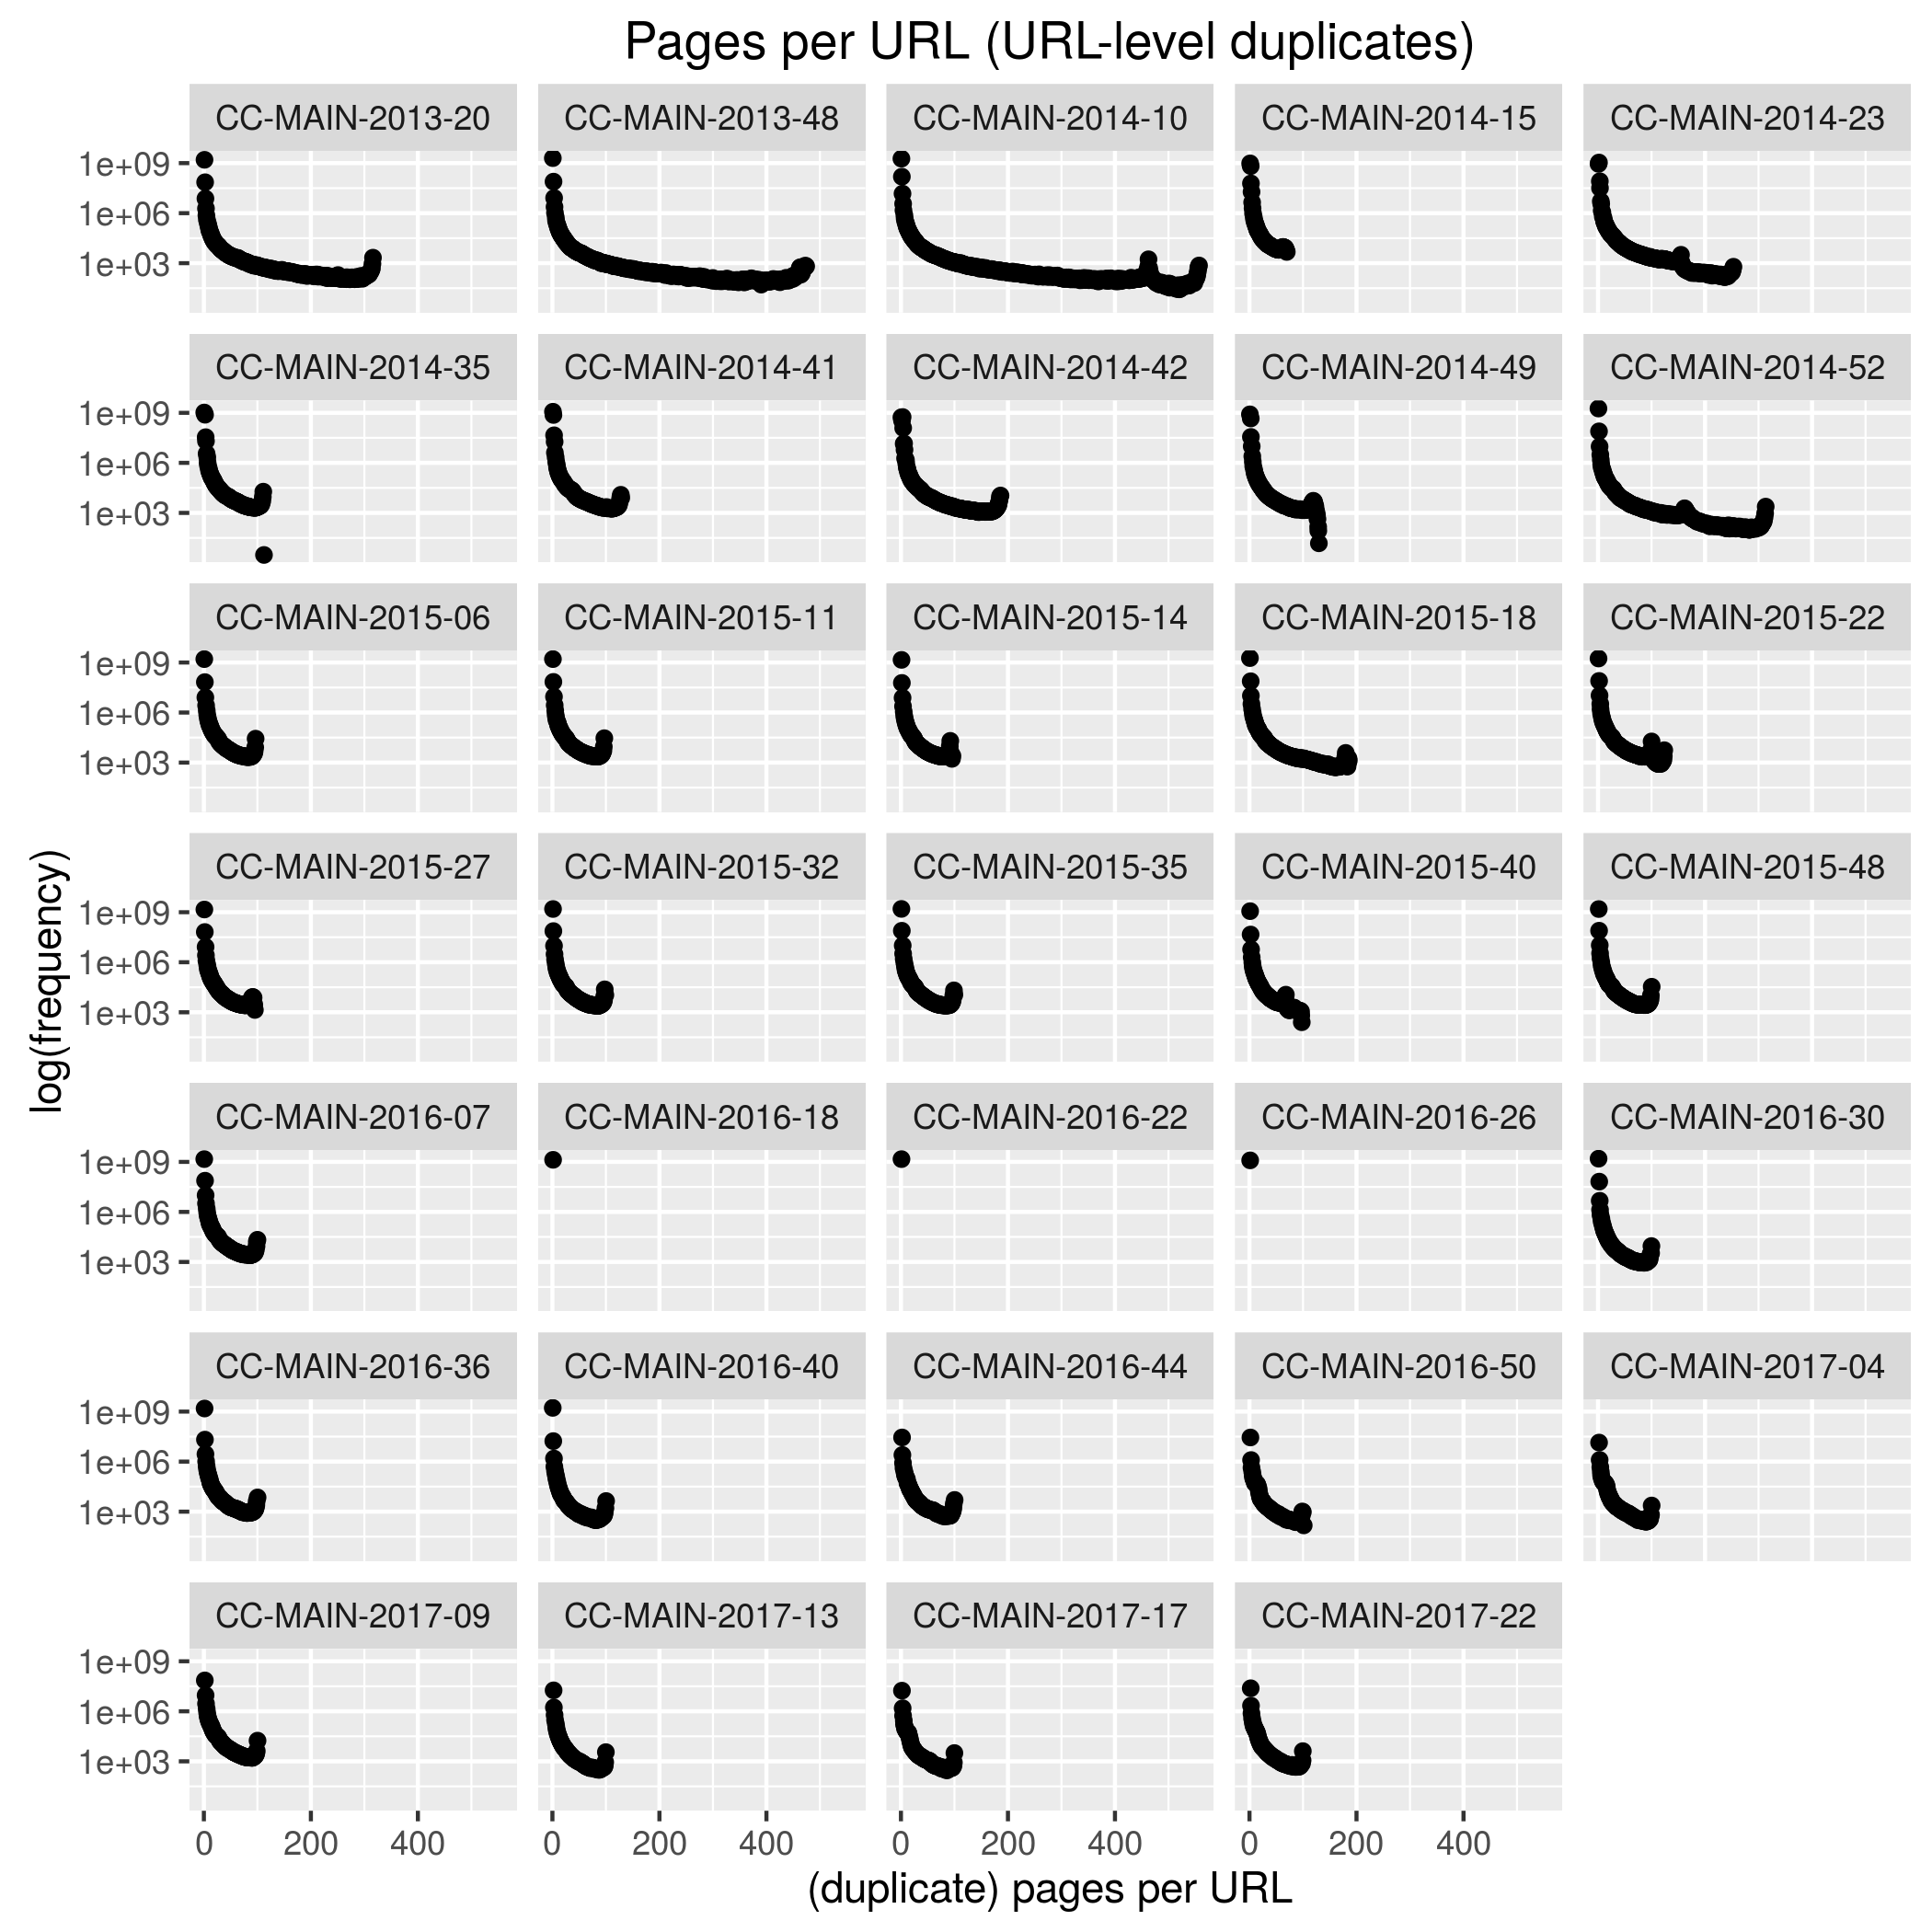 Pages per URL (URL-level duplicates)
CC-MAIN-2013-20 CC-MAIN-2013-48 CC-MAIN-2014-10 CC-MAIN-2014-15 CC-MAIN-2014-23
1e+09
1e+06
1e+03
CC-MAIN-2014-35 CC-MAIN-2014-41 CC-MAIN-2014-42 CC-MAIN-2014-49 CC-MAIN-2014-52
1e+09
1e+06
1e+03
CC-MAIN-2015-06 CC-MAIN-2015-11 CC-MAIN-2015-14 CC-MAIN-2015-18 CC-MAIN-2015-22
1e+09
1e+06
1e+03
CC-MAIN-2015-27 CC-MAIN-2015-32 CC-MAIN-2015-35 CC-MAIN-2015-40 CC-MAIN-2015-48
1e+09
1e+06
1e+03
log(frequency)
CC-MAIN-2016-07 CC-MAIN-2016-18 CC-MAIN-2016-22 CC-MAIN-2016-26 CC-MAIN-2016-30
1e+09
1e+06
1e+03
CC-MAIN-2016-36 CC-MAIN-2016-40 CC-MAIN-2016-44 CC-MAIN-2016-50 CC-MAIN-2017-04
1e+09
1e+06
1e+03
CC-MAIN-2017-09 CC-MAIN-2017-13 CC-MAIN-2017-17 CC-MAIN-2017-22
1e+09
1e+06
1e+03
0 200 400 0 200 400 0 200 400 0 200 400
(duplicate) pages per URL